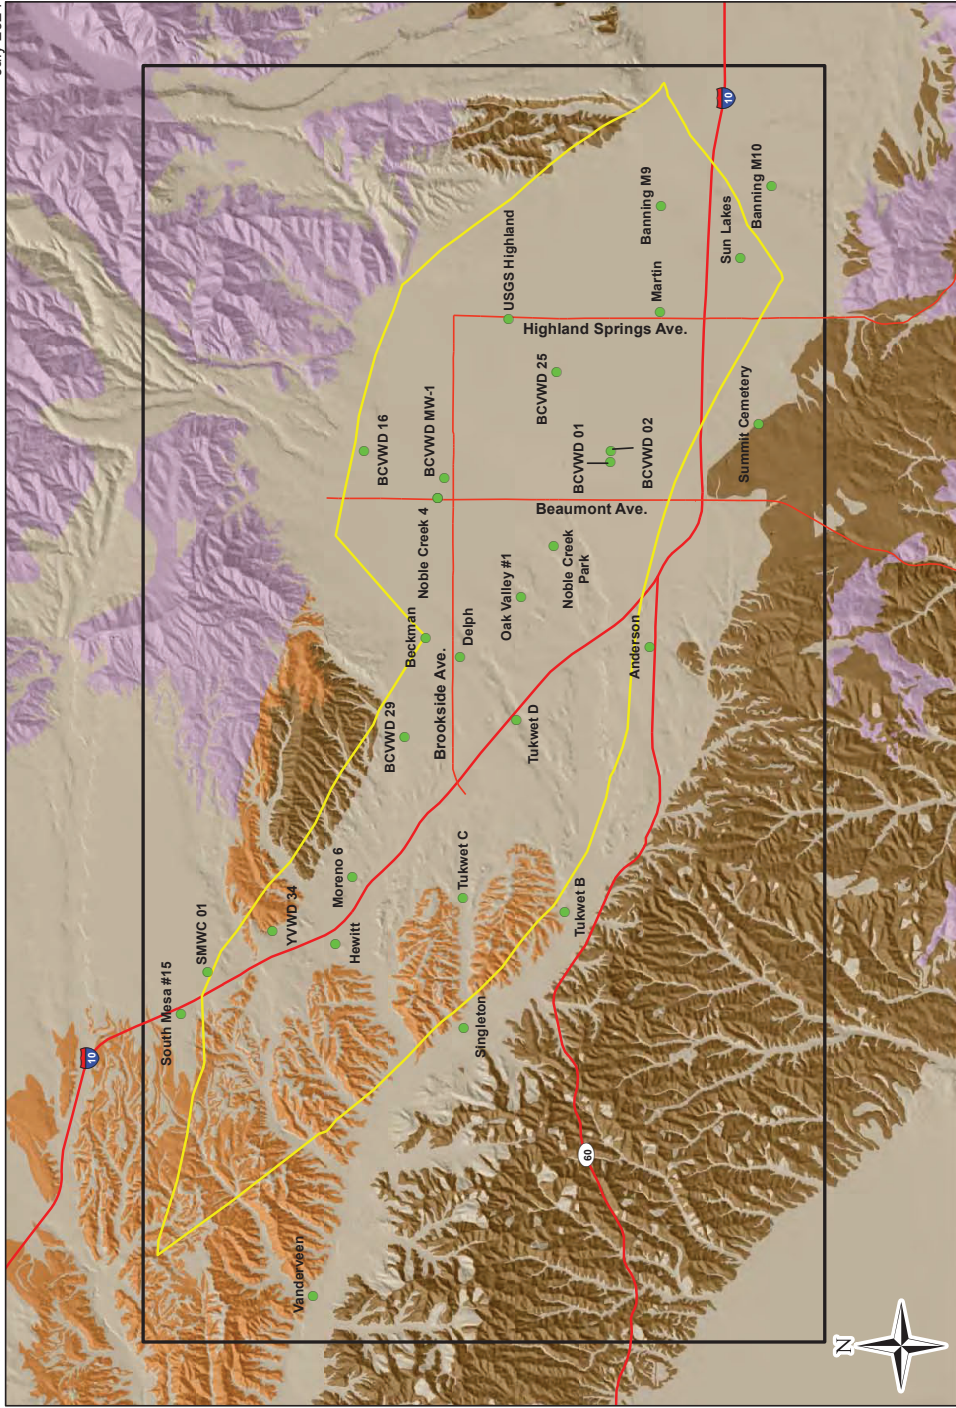 10
South Mesa #15
SMWC 01
YVWD 34
Vanderveen
Moreno 6
Hewitt
BCVWD 16
BCVWD 29
Beckman
Noble Creek 4
BCVWD MW-1
Brookside Ave.
Tukwet C
Delph
Singleton
Oak Valley #1
USGS Highland
Tukwet D
BCVWD 25
Noble Creek
Park
Tukwet B
BCVWD 01
60
Beaumont Ave.
Highland Springs Ave.
Anderson
BCVWD 02
Banning M9
Martin
Sun Lakes
10
Summit Cemetery
Banning M10
N